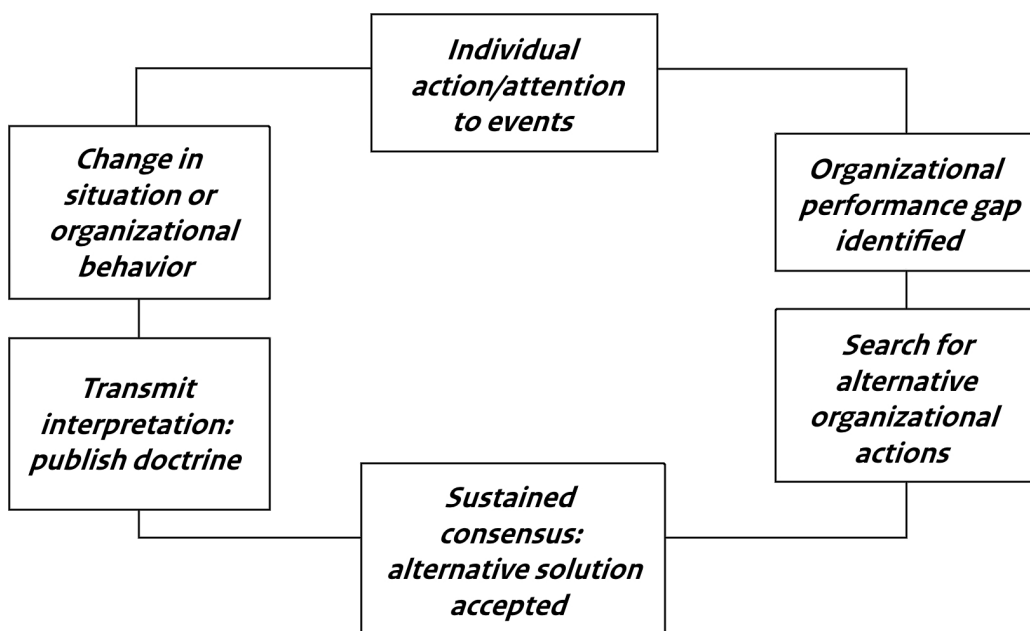 Individual
action/attention
to events
Organizational
performance gap
identified
Search for
alternative
organizational
actions
Sustained
consensus:
alternative solution
accepted
Transmit
interpretation:
publish doctrine
Change in
situation or
organizational
behavior